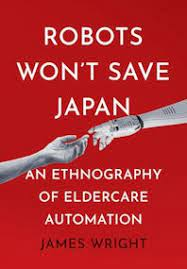 ROBOTS
WON'T SAVE
JAPAN
AN ETHNOGRAPHY
OF ELDERCARE
AUTOMATION
JAMES WRIGHT